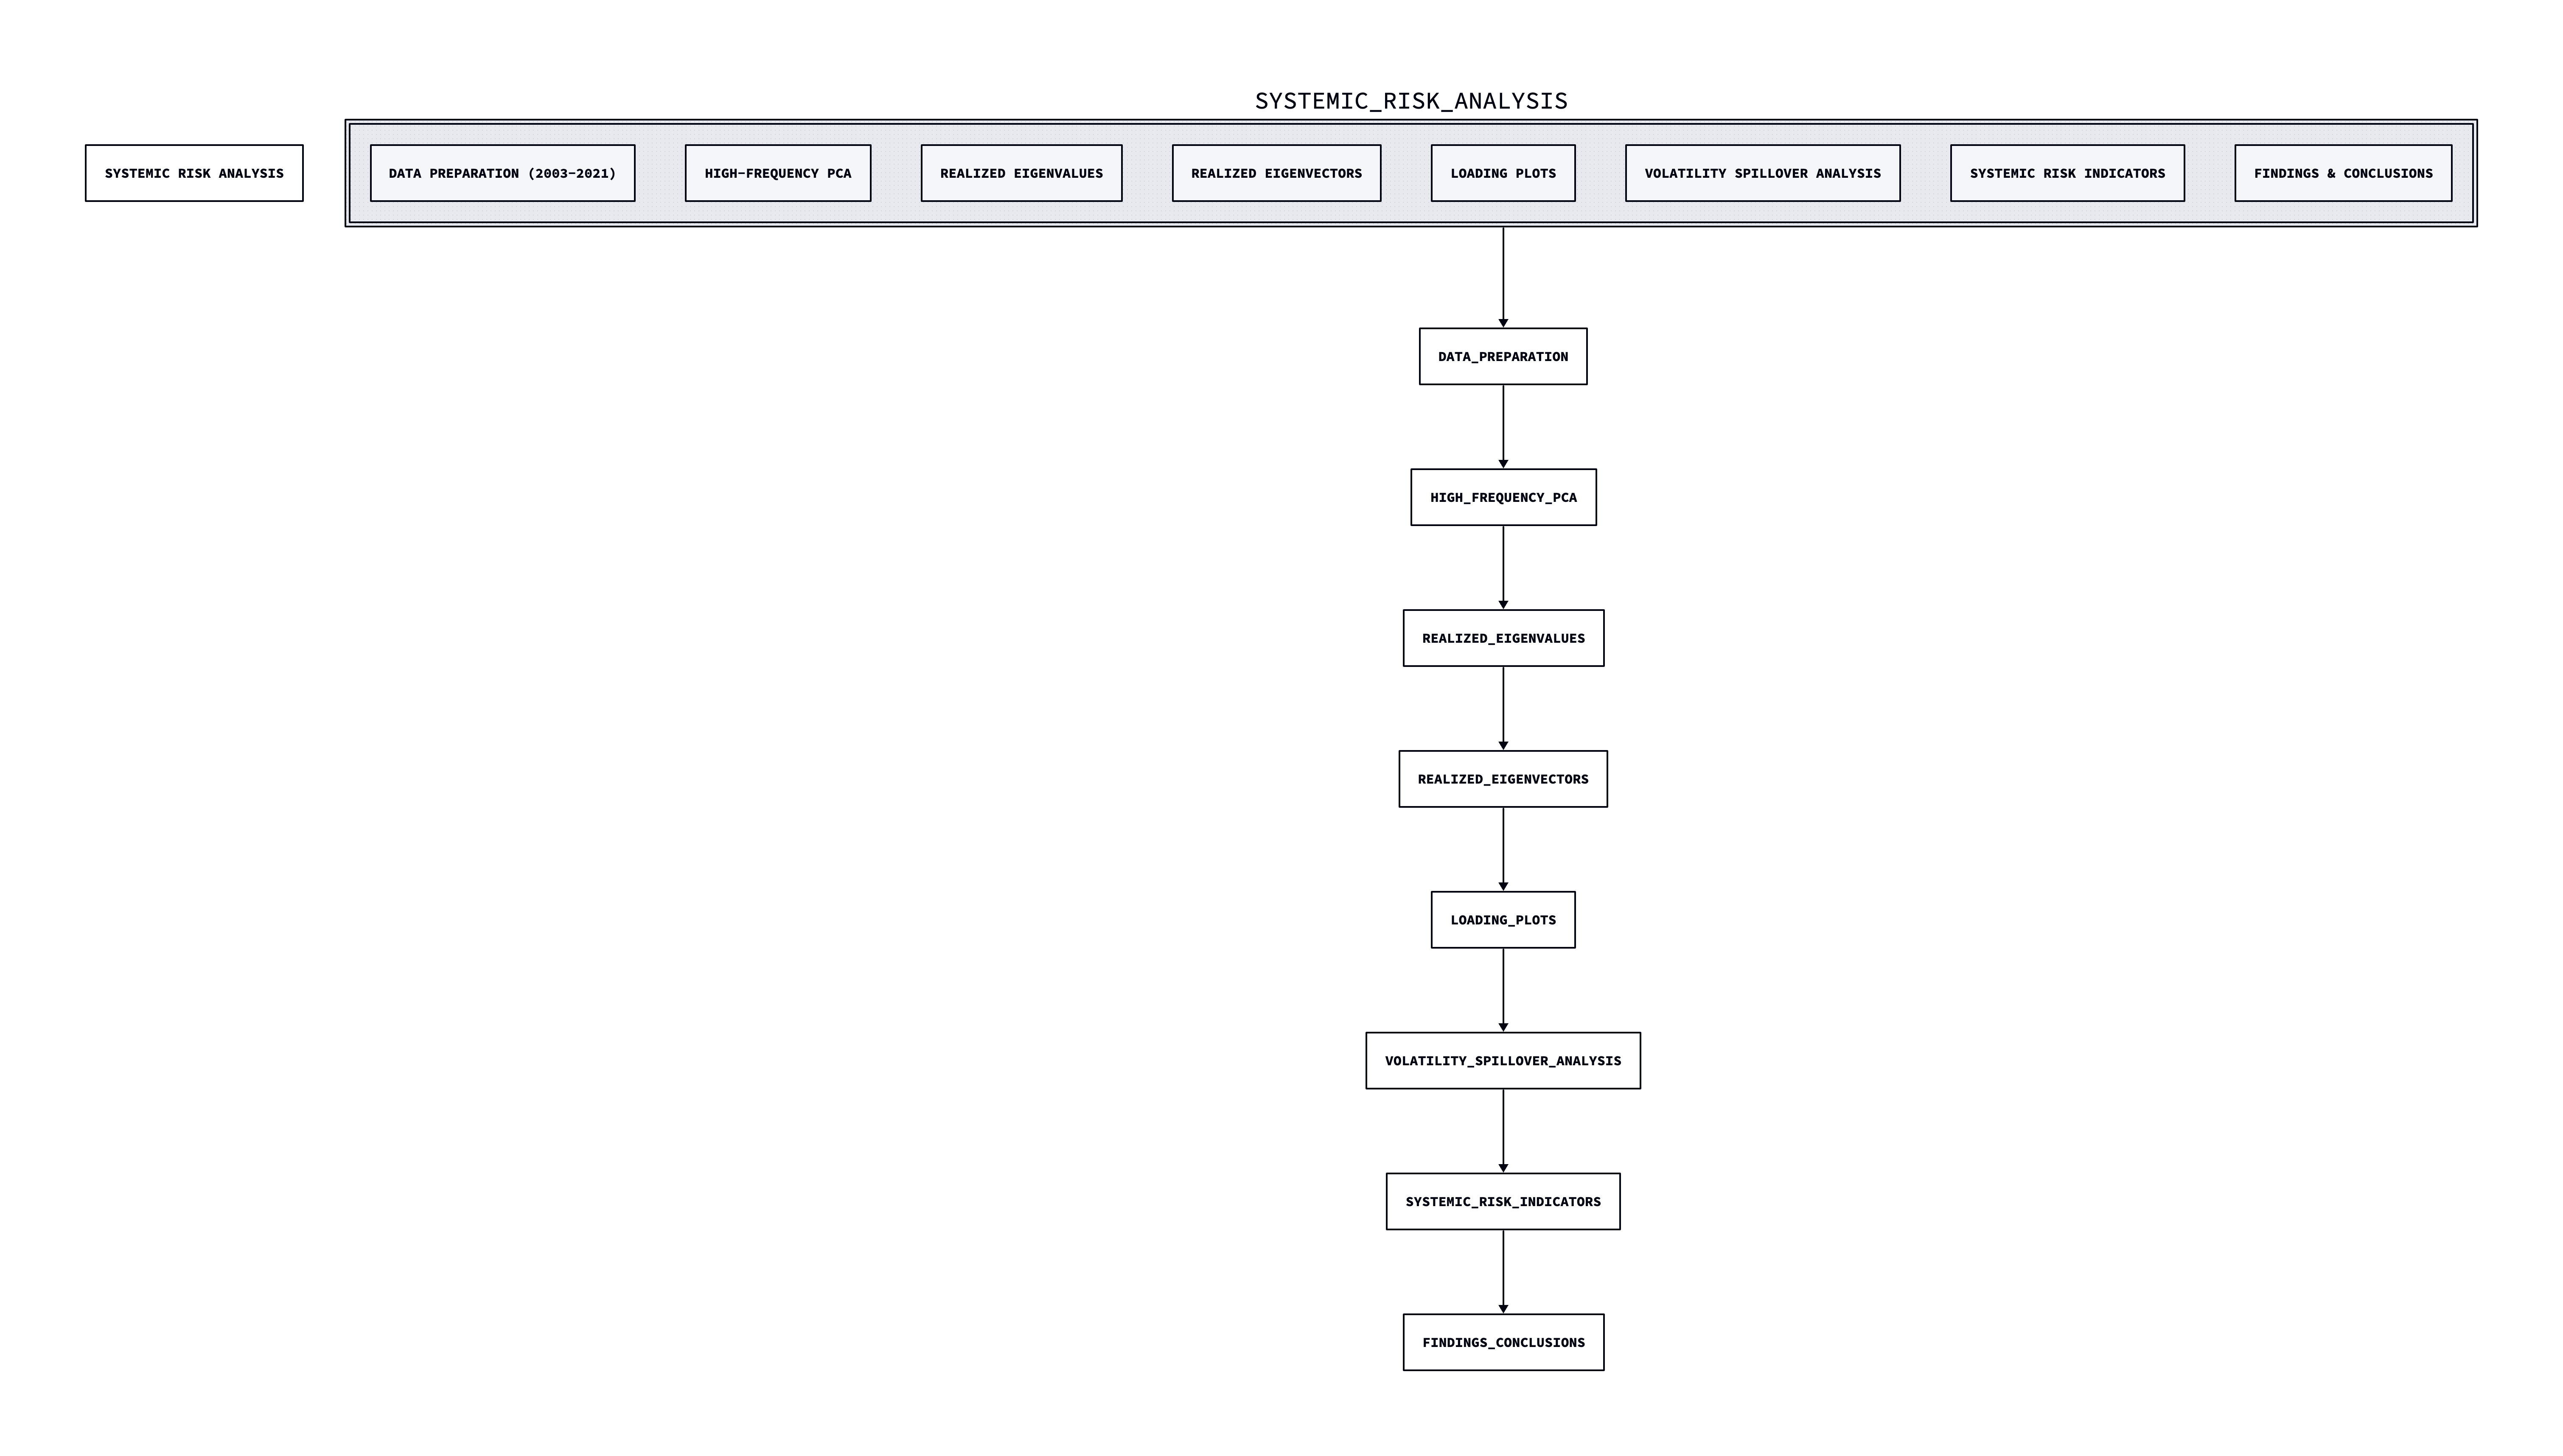 SYSTEMIC_RISK_ANALYSIS
SYSTEMIC RISK ANALYSIS
DATA PREPARATION (2003-2021)
HIGH-FREQUENCY PCA
REALIZED EIGENVALUES
REALIZED EIGENVECTORS
LOADING PLOTS
VOLATILITY SPILLOVER ANALYSIS
SYSTEMIC RISK INDICATORS
FINDINGS & CONCLUSIONS
DATA_PREPARATION
HIGH_FREQUENCY_PCA
REALIZED_EIGENVALUES
REALIZED_EIGENVECTORS
LOADING_PLOTS
VOLATILITY_SPILLOVER_ANALYSIS
SYSTEMIC_RISK_INDICATORS
FINDINGS_CONCLUSIONS